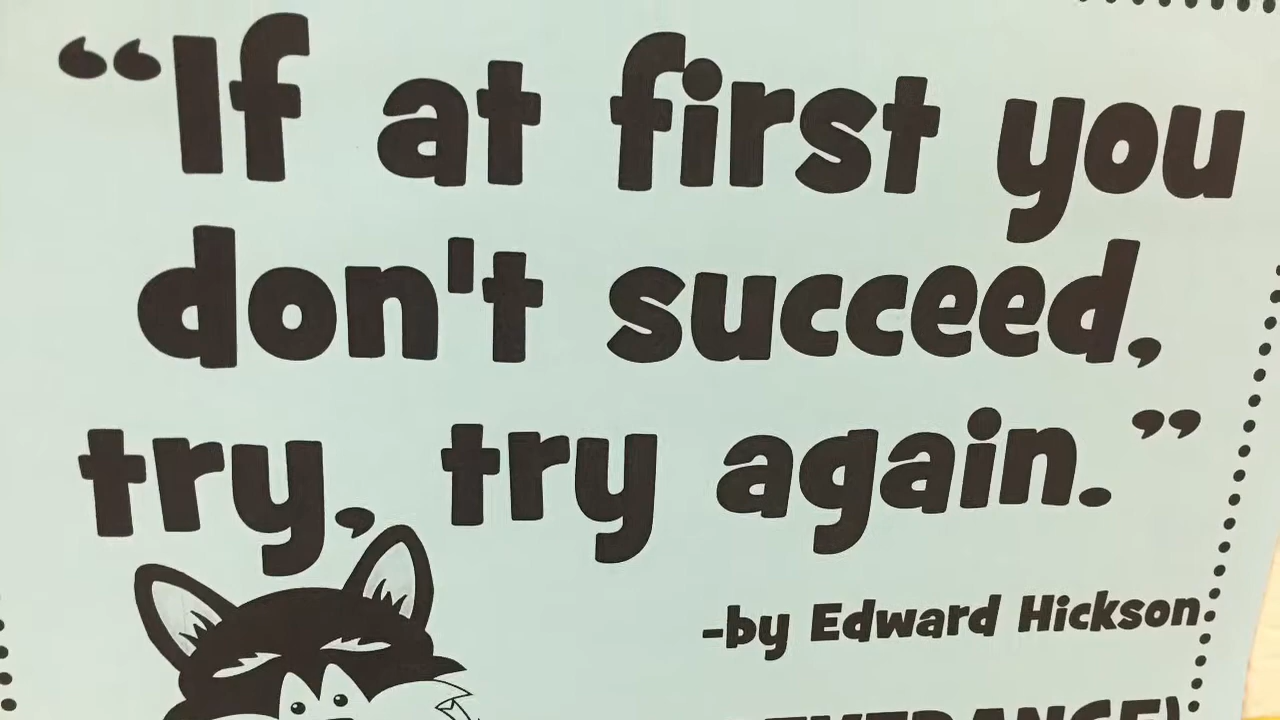 “If at first you
don't succeed,
try, try again.”
-by Edward Hickson